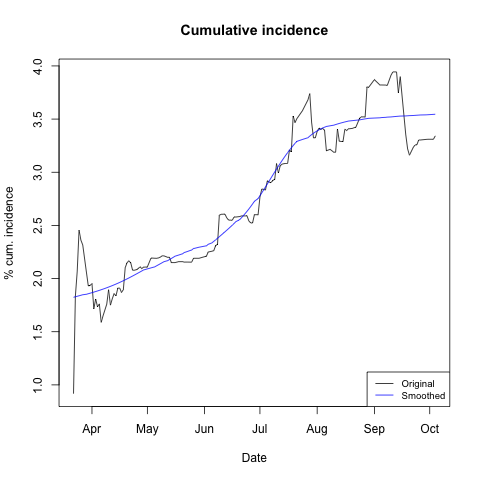 Cumulative incidence
% cum. incidence
4.0
3.5
3.0
2.5
2.0
1.5
1.0
Original
Smoothed
Apr May Jun Jul Aug Sep Oct
Date